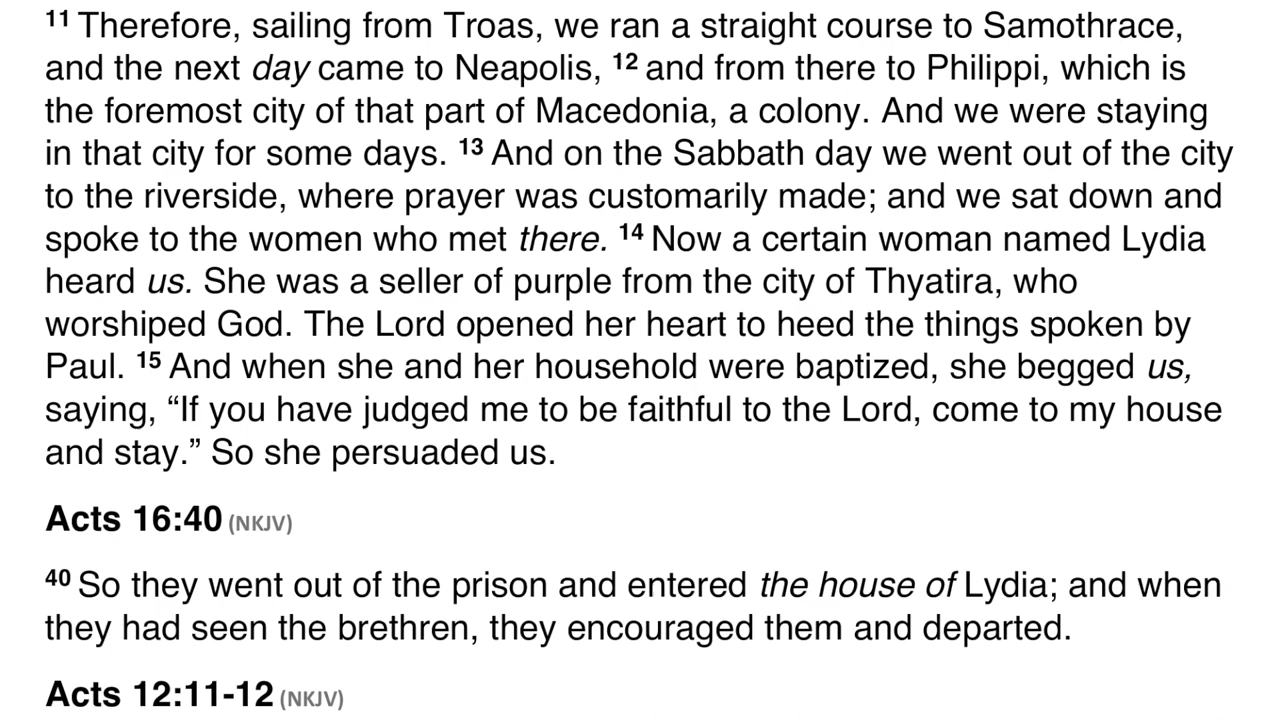 11 Therefore, sailing from Troas, we ran a straight course to Samothrace,
and the next day came to Neapolis, 12 and from there to Philippi, which is
the foremost city of that part of Macedonia, a colony. And we were staying
in that city for some days. 13 And on the Sabbath day we went out of the city
to the riverside, where prayer was customarily made; and we sat down and
spoke to the women who met there. 14 Now a certain woman named Lydia
heard us. She was a seller of purple from the city of Thyatira, who
worshiped God. The Lord opened her heart to heed the things spoken by
Paul. 15 And when she and her household were baptized, she begged us,
saying, “If you have judged me to be faithful to the Lord, come to my house
and stay.” So she persuaded us.
Acts 16:40 (NKJV)
40 So they went out of the prison and entered the house of Lydia; and when
they had seen the brethren, they encouraged them and departed.
Acts 12:11-12 (NKJV)